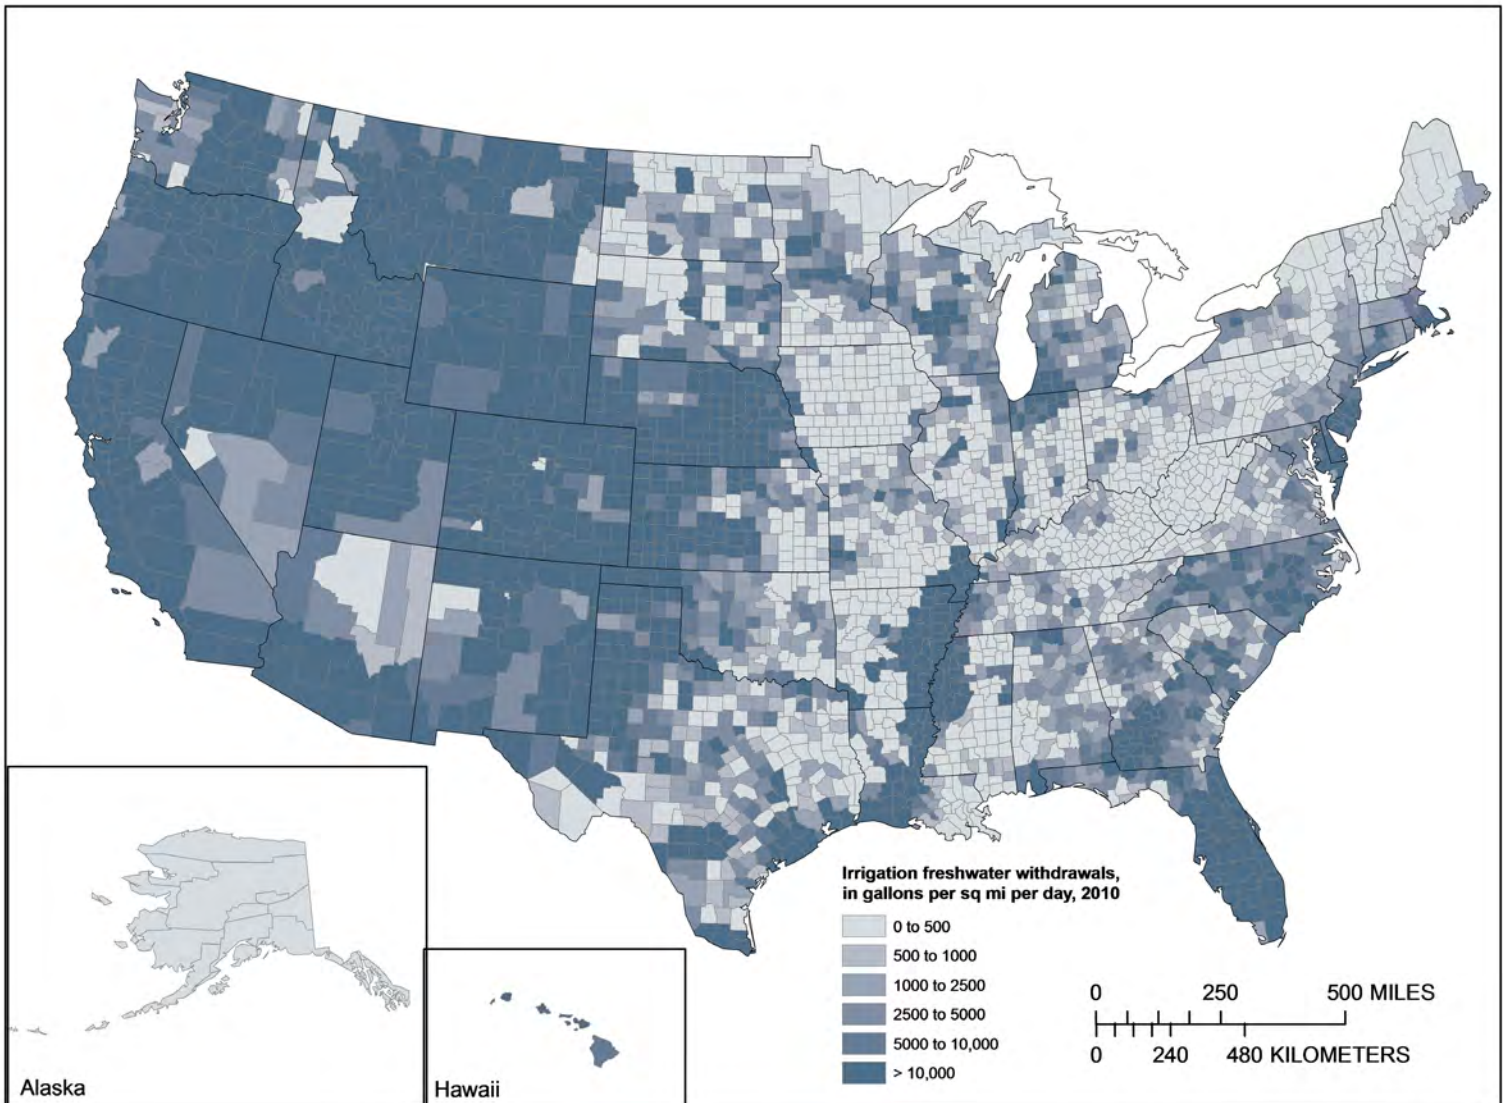 Irrigation freshwater withdrawals,
in gallons per sq mi per day, 2010
0 to 500
500 to 1000
1000 to 2500
2500 to 5000
5000 to 10,000
> 10,000
0 250 500 MILES
0 240 480 KILOMETERS
Alaska
Hawaii